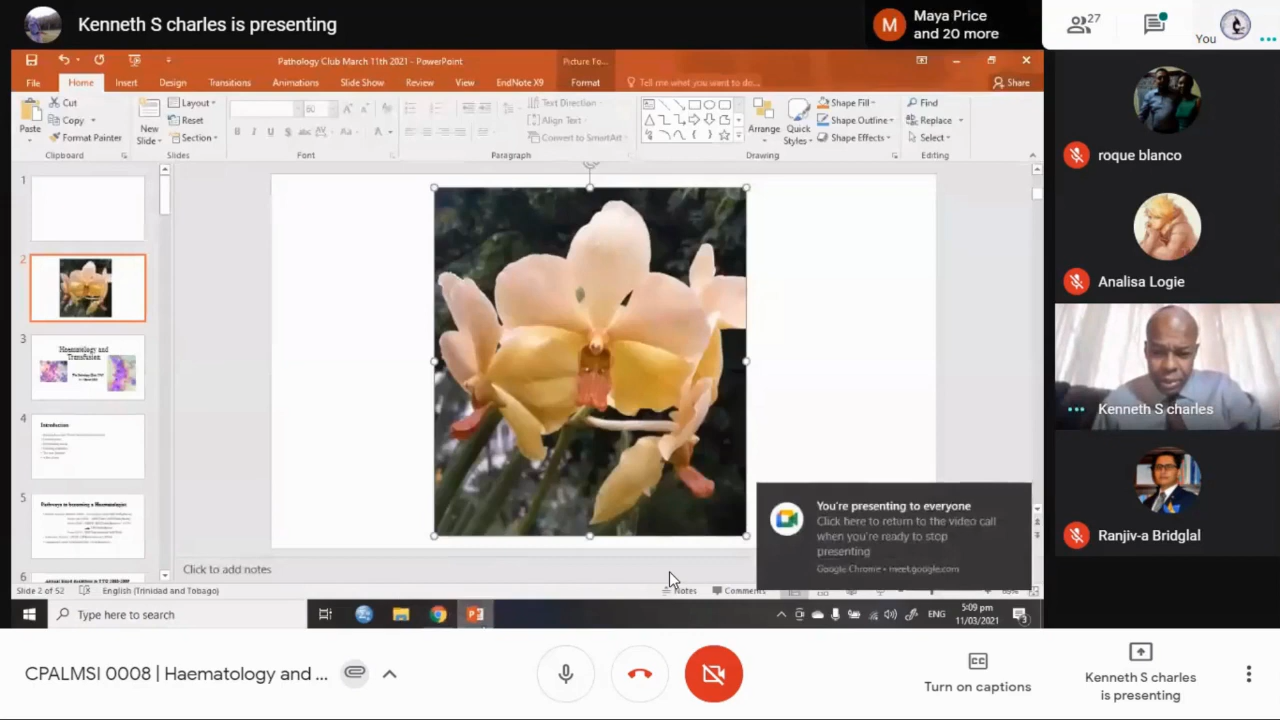 Kenneth S charles is presenting
M
Maya Price
and 20 more
27
You
Pathology Club March 11th 2021 - PowerPoint
Picture To...
File
Home
Insert
Design
Transitions
Animations
Slide Show
Review
View
EndNote X9
Format
Tell me what you want to do...
Share
Paste
Cut
Copy
Format Painter
Clipboard
New
Slide
Layout
Reset
Section
Slides
Font
Text Direction
Align Text
Convert to SmartArt
Paragraph
Arrange
Quick
Styles
Shape Fill
Shape Outline
Shape Effects
Drawing
Find
Replace
Select
Editing
1
2
3
Haematology and
Transfusion
4
Introduction
5
Pathways to becoming a Haematologist
6
Click to add notes
Slide 2 of 52
English (Trinidad and Tobago)
Notes
Comments
You're presenting to everyone
Click here to return to the video call
when you're ready to stop
presenting
Google Chrome • meet.google.com
Type here to search
ENG
5:09 pm
11/03/2021
3
roque blanco
Analisa Logie
Kenneth S charles
Ranjiv-a Bridglal
CPALMSI 0008 | Haematology and ...
Turn on captions
Kenneth S charles
is presenting